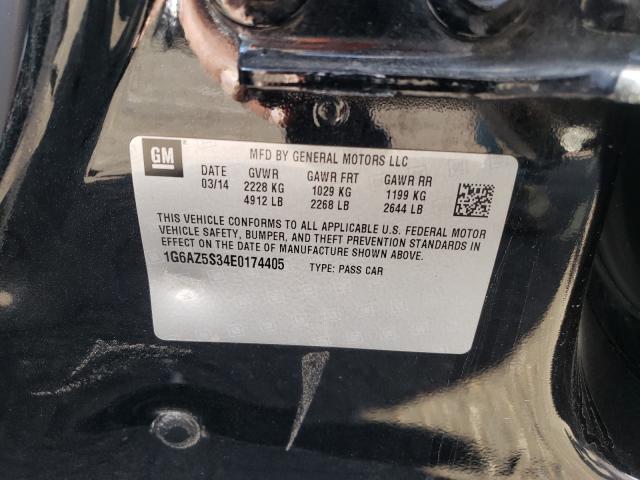 GM
MFD BY GENERAL MOTORS LLC
DATE GVWR GAWR FRT GAWR RR
03/14 2228 KG 1029 KG 1199 KG
4912 LB 2268 LB 2644 LB
THIS VEHICLE CONFORMS TO ALL APPLICABLE U.S. FEDERAL MOTOR
VEHICLE SAFETY, BUMPER, AND THEFT PREVENTION STANDARDS IN
EFFECT ON THE DATE OF MANUFACTURE SHOWN ABOVE.
1G6AZ5S34E0174405 TYPE: PASS CAR